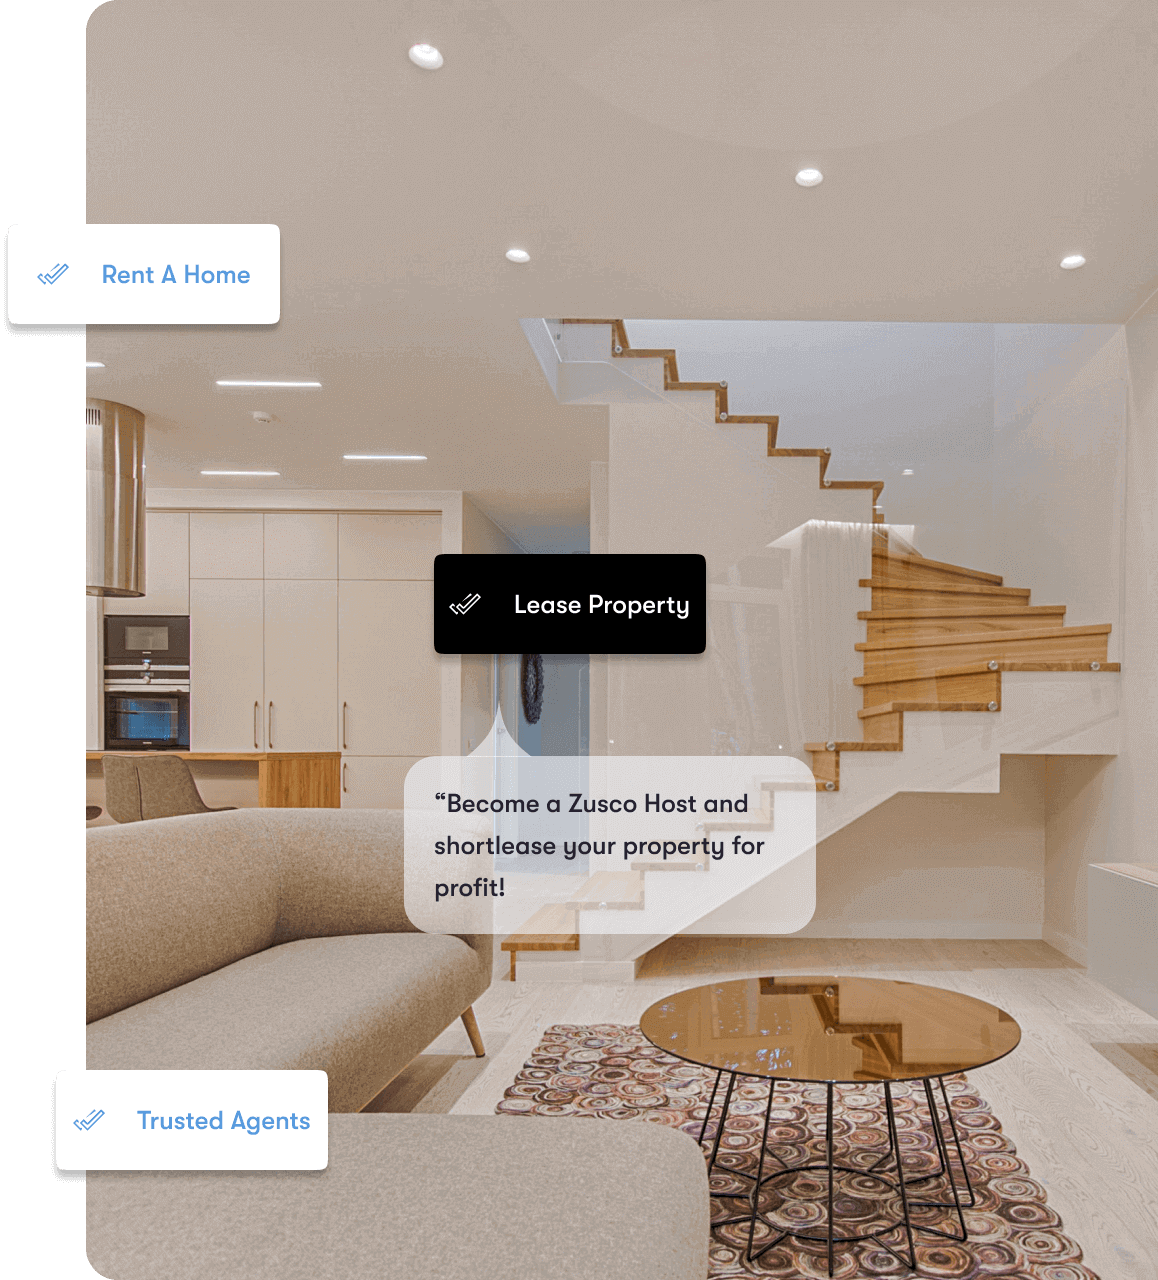 Rent A Home
Lease Property
“Become a Zusco Host and
shortlease your property for
profit!
Trusted Agents